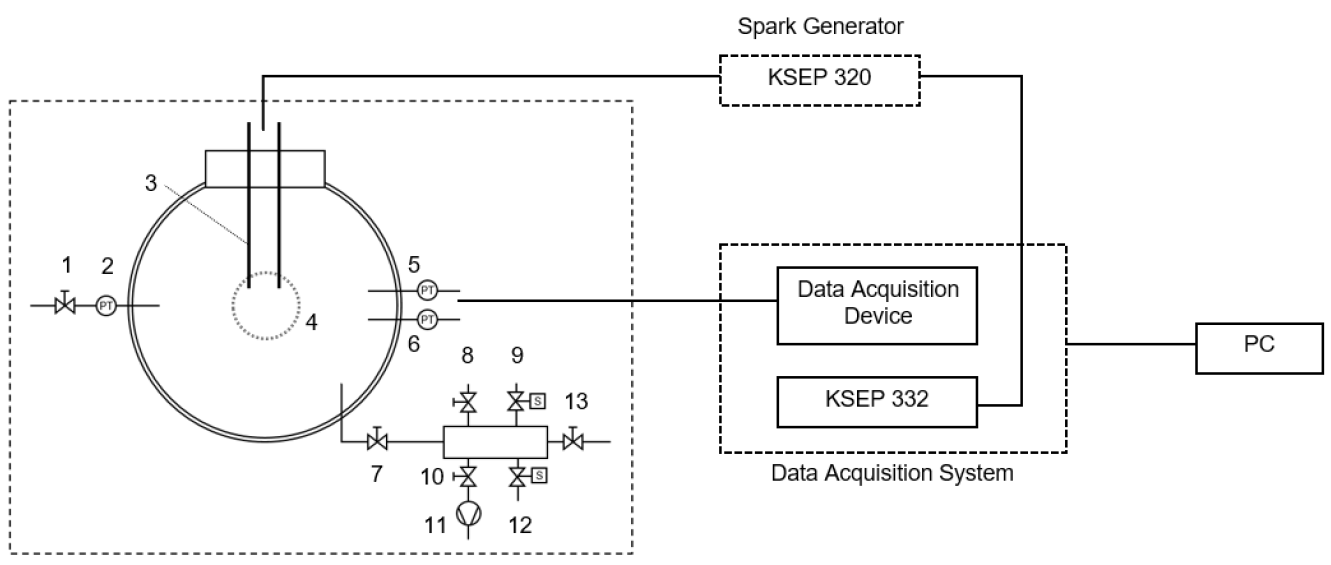 Spark Generator
KSEP 320
3
1
2
PT
4
5
PT
PT
6
Data Acquisition
Device
PC
KSEP 332
Data Acquisition System
8
9
S
13
7
10
S
11
12